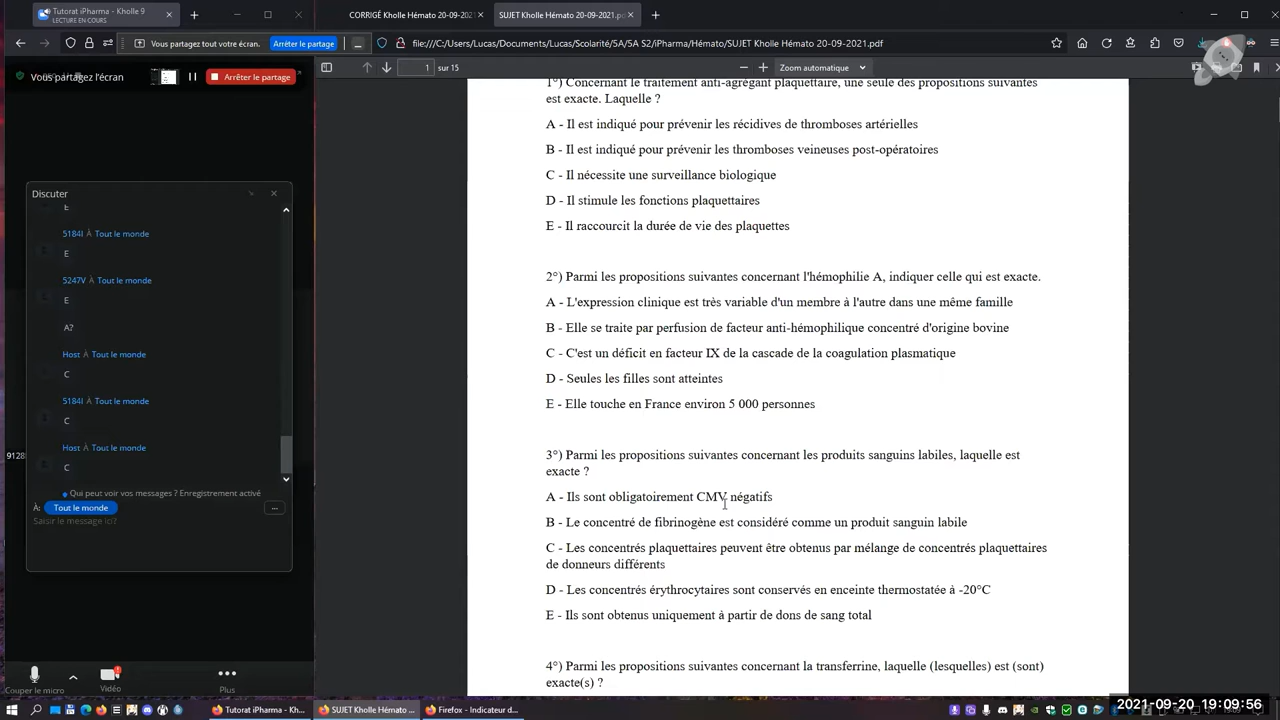 Tutorat iPharma - Kholle 9
LECTURE EN COURS
CORRIGÉ Kholle Hémato 20-09-2021
SUJET Kholle Hémato 20-09-2021.pd
Vous partagez tout votre écran.
Arrêter le partage
...
file:///C:/Users/Lucas/Documents/Lucas/Scolarité/5A/5A S2/iPharma/Hémato/SUJET Kholle Hémato 20-09-2021.pdf
Vous partagez l'écran
Arrêter le partage
1 sur 15
Zoom automatique
1°) Concernant le traitement anti-agrégant plaquettaire, une seule des propositions suivantes
est exacte. Laquelle ?
A - Il est indiqué pour prévenir les récidives de thromboses artérielles
B - Il est indiqué pour prévenir les thromboses veineuses post-opératoires
C - Il nécessite une surveillance biologique
D - Il stimule les fonctions plaquettaires
E - Il raccourcit la durée de vie des plaquettes
2°) Parmi les propositions suivantes concernant l'hémophilie A, indiquer celle qui est exacte.
A - L'expression clinique est très variable d'un membre à l'autre dans une même famille
B - Elle se traite par perfusion de facteur anti-hémophilique concentré d'origine bovine
C - C'est un déficit en facteur IX de la cascade de la coagulation plasmatique
D - Seules les filles sont atteintes
E - Elle touche en France environ 5 000 personnes
3°) Parmi les propositions suivantes concernant les produits sanguins labiles, laquelle est
exacte ?
A - Ils sont obligatoirement CMV négatifs
B - Le concentré de fibrinogène est considéré comme un produit sanguin labile
C - Les concentrés plaquettaires peuvent être obtenus par mélange de concentrés plaquettaires
de donneurs différents
D - Les concentrés érythrocytaires sont conservés en enceinte thermostatée à -20°C
E - Ils sont obtenus uniquement à partir de dons de sang total
4°) Parmi les propositions suivantes concernant la transferrine, laquelle (lesquelles) est (sont)
exacte(s) ?
Discuter
E
5184I À Tout le monde
E
5247V À Tout le monde
E
A?
Host À Tout le monde
C
5184I À Tout le monde
C
Host À Tout le monde
C
9128
Qui peut voir vos messages ? Enregistrement activé
À: Tout le monde
...
Saisir le message ici?
Couper le micro
Vidéo
Plus
Tutorat iPharma - Kh...
SUJET Kholle Hémato ...
Firefox - Indicateur d...
2021-09-20 19:09:56